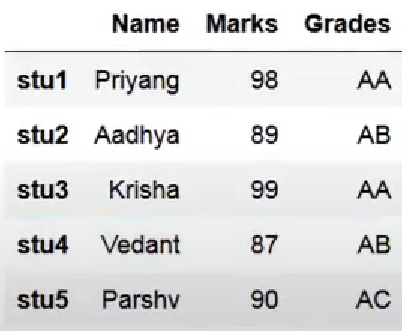 Name Marks Grades
stu1 Priyang 98 AA
stu2 Aadhya 89 AB
stu3 Krisha 99 AA
stu4 Vedant 87 AB
stu5 Parshv 90 AC